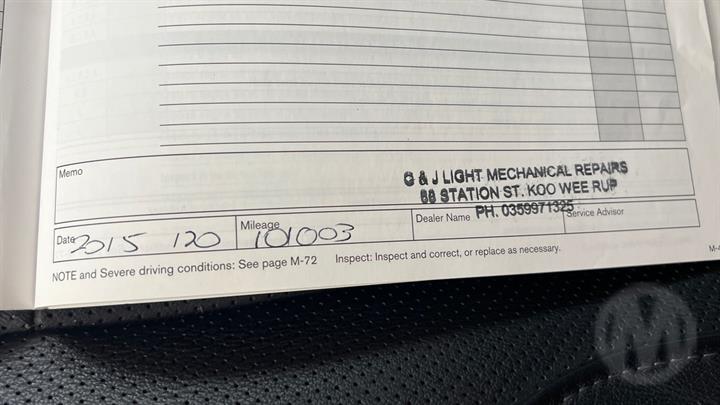 Memo
G & J LIGHT MECHANICAL REPAIRS
68 STATION ST. KOO WEE RUP
PH. 0359971325
Date 2015 120
Mileage 101003
Dealer Name
Service Advisor
NOTE and Severe driving conditions: See page M-72 Inspect: Inspect and correct, or replace as necessary.
M